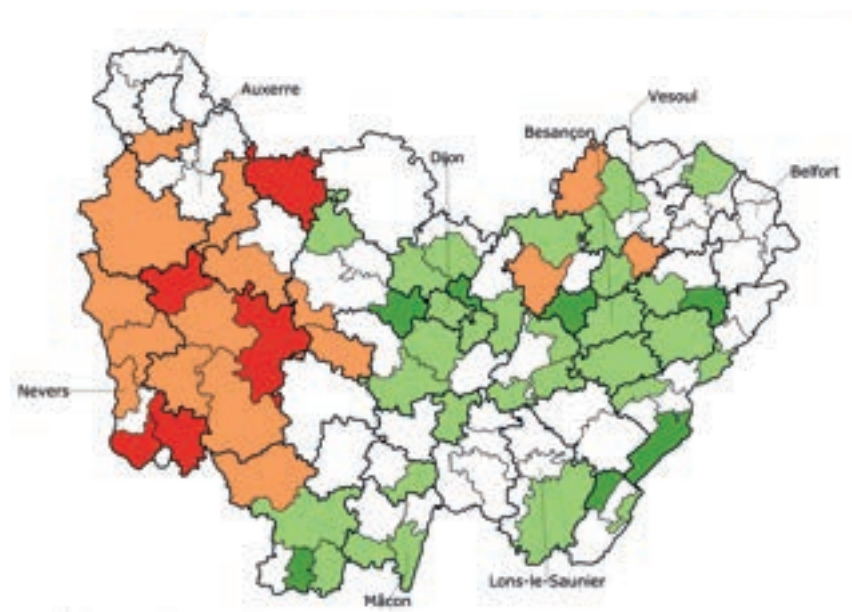 Auxerre
Vesoul
Besançon
Dijon
Belfort
Nevers
Lons-le-Saunier
Mâcon